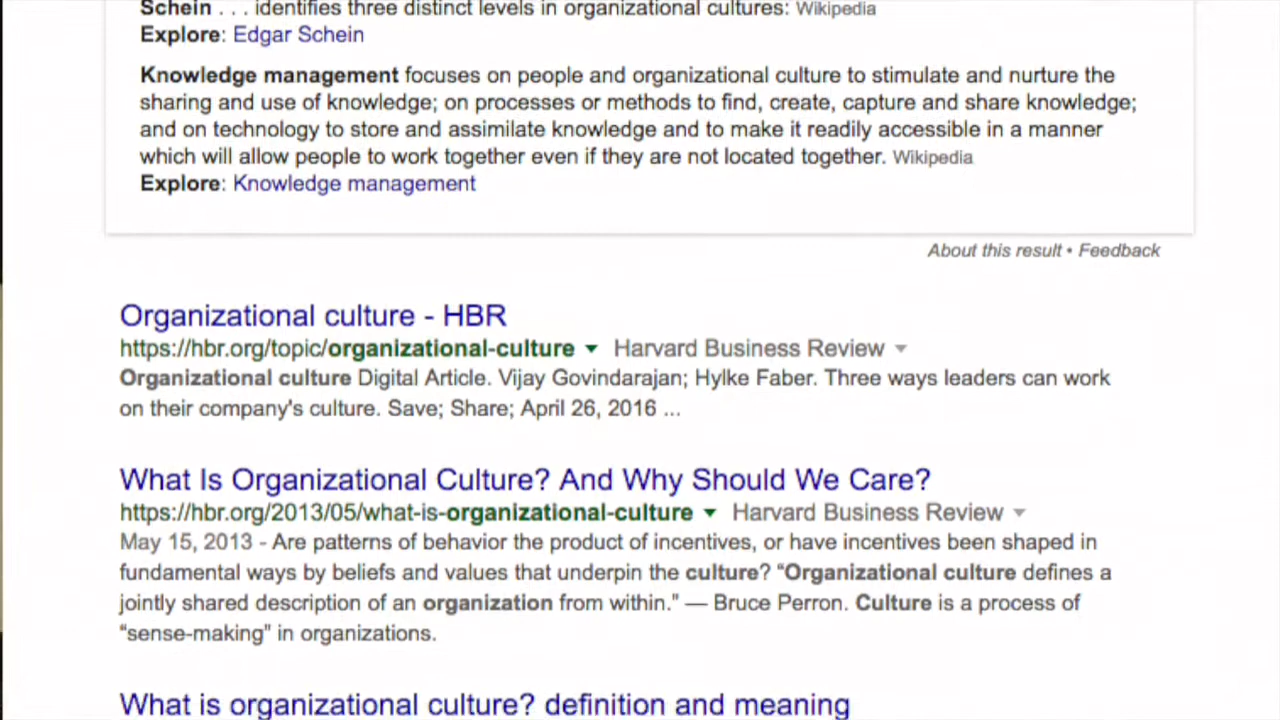 Schein . . . identifies three distinct levels in organizational cultures: Wikipedia
Explore: Edgar Schein
Knowledge management focuses on people and organizational culture to stimulate and nurture the
sharing and use of knowledge; on processes or methods to find, create, capture and share knowledge;
and on technology to store and assimilate knowledge and to make it readily accessible in a manner
which will allow people to work together even if they are not located together. Wikipedia
Explore: Knowledge management
About this result • Feedback
Organizational culture - HBR
https://hbr.org/topic/organizational-culture ▼ Harvard Business Review ▼
Organizational culture Digital Article. Vijay Govindarajan; Hylke Faber. Three ways leaders can work
on their company's culture. Save; Share; April 26, 2016 ...
What Is Organizational Culture? And Why Should We Care?
https://hbr.org/2013/05/what-is-organizational-culture ▼ Harvard Business Review ▼
May 15, 2013 - Are patterns of behavior the product of incentives, or have incentives been shaped in
fundamental ways by beliefs and values that underpin the culture? “Organizational culture defines a
jointly shared description of an organization from within.” — Bruce Perron. Culture is a process of
“sense-making” in organizations.
What is organizational culture? definition and meaning